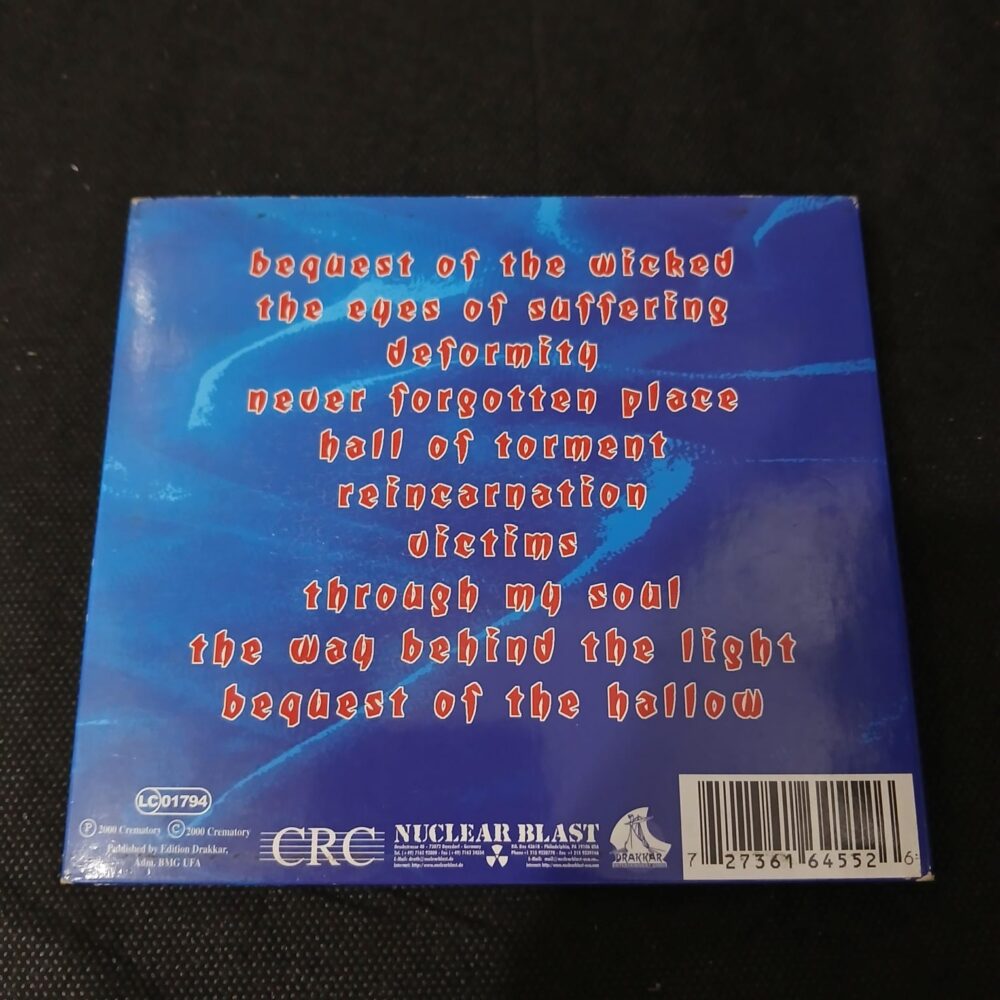 bequest of the wicked
the eyes of suffering
deformity
never forgotten place
hall of torment
reincarnation
victims
through my soul
the way behind the light
bequest of the hallow
LC 01794
P 2000 Crematory C 2000 Crematory
Published by Edition Drakkar,
Adm. BMG UFA
CRC
NUCLEAR BLAST
DRAKKAR
7 27361 64552 6